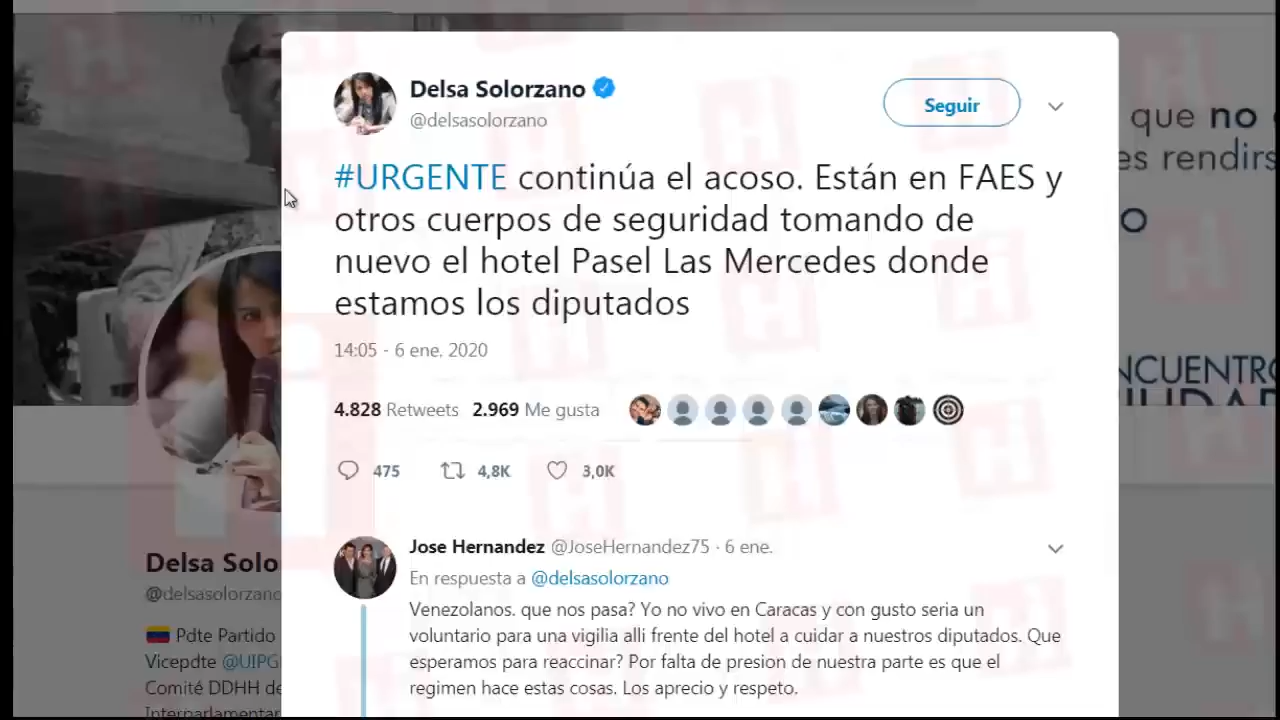 Delsa Solorzano
@delsasolorzano
Seguir
#URGENTE continúa el acoso. Están en FAES y
otros cuerpos de seguridad tomando de
nuevo el hotel Pasel Las Mercedes donde
estamos los diputados
14:05 - 6 ene. 2020
4.828 Retweets 2.969 Me gusta
475 4,8K 3,0K
Jose Hernandez @JoseHernandez75 · 6 ene.
En respuesta a @delsasolorzano
Venezolanos. que nos pasa? Yo no vivo en Caracas y con gusto seria un
voluntario para una vigilia alli frente del hotel a cuidar a nuestros diputados. Que
esperamos para reaccinar? Por falta de presion de nuestra parte es que el
regimen hace estas cosas. Los aprecio y respeto.
Delsa Solo
@delsasolorzano
Pdte Partido
Vicepdte @UIPG
Comité DDHH de
Interparlamentar
que no
es rendirs
O
NCUENTRO
IUDAD